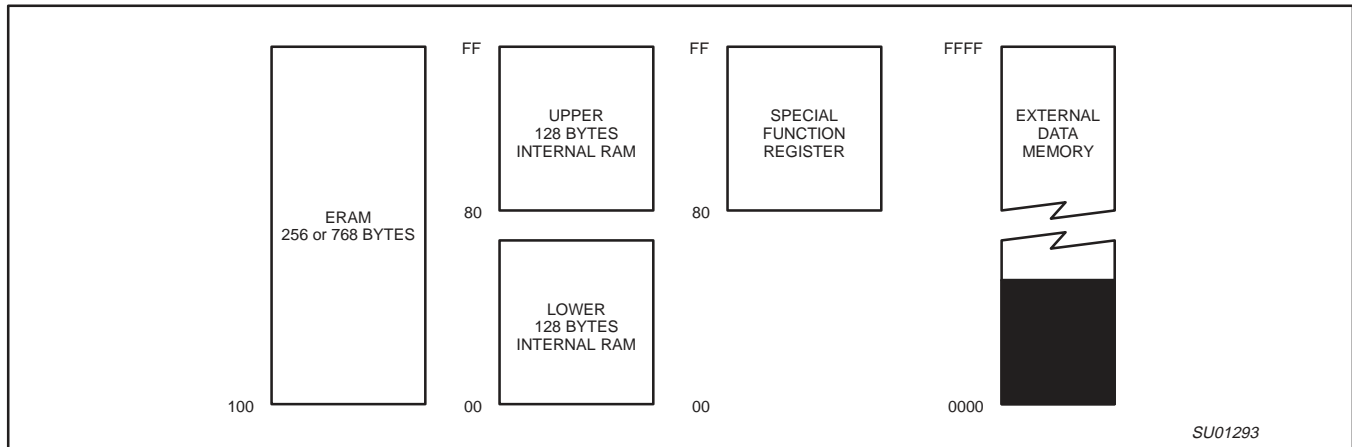 FF
FF
FFFF
UPPER
128 BYTES
INTERNAL RAM
SPECIAL
FUNCTION
REGISTER
EXTERNAL
DATA
MEMORY
ERAM
256 or 768 BYTES
80
80
LOWER
128 BYTES
INTERNAL RAM
100
00
00
0000
SU01293